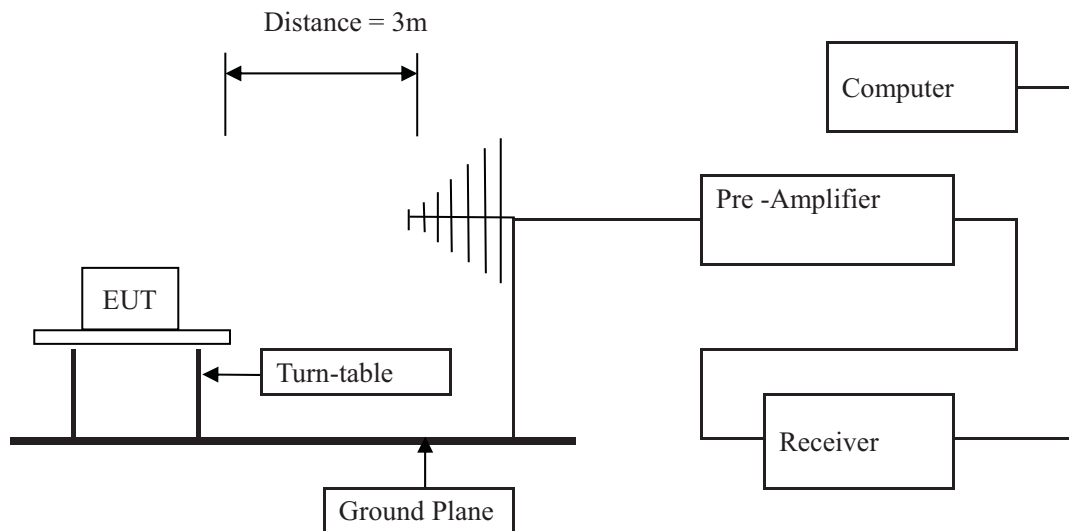 Distance = 3m
Computer
Pre -Amplifier
EUT
Turn-table
Receiver
Ground Plane